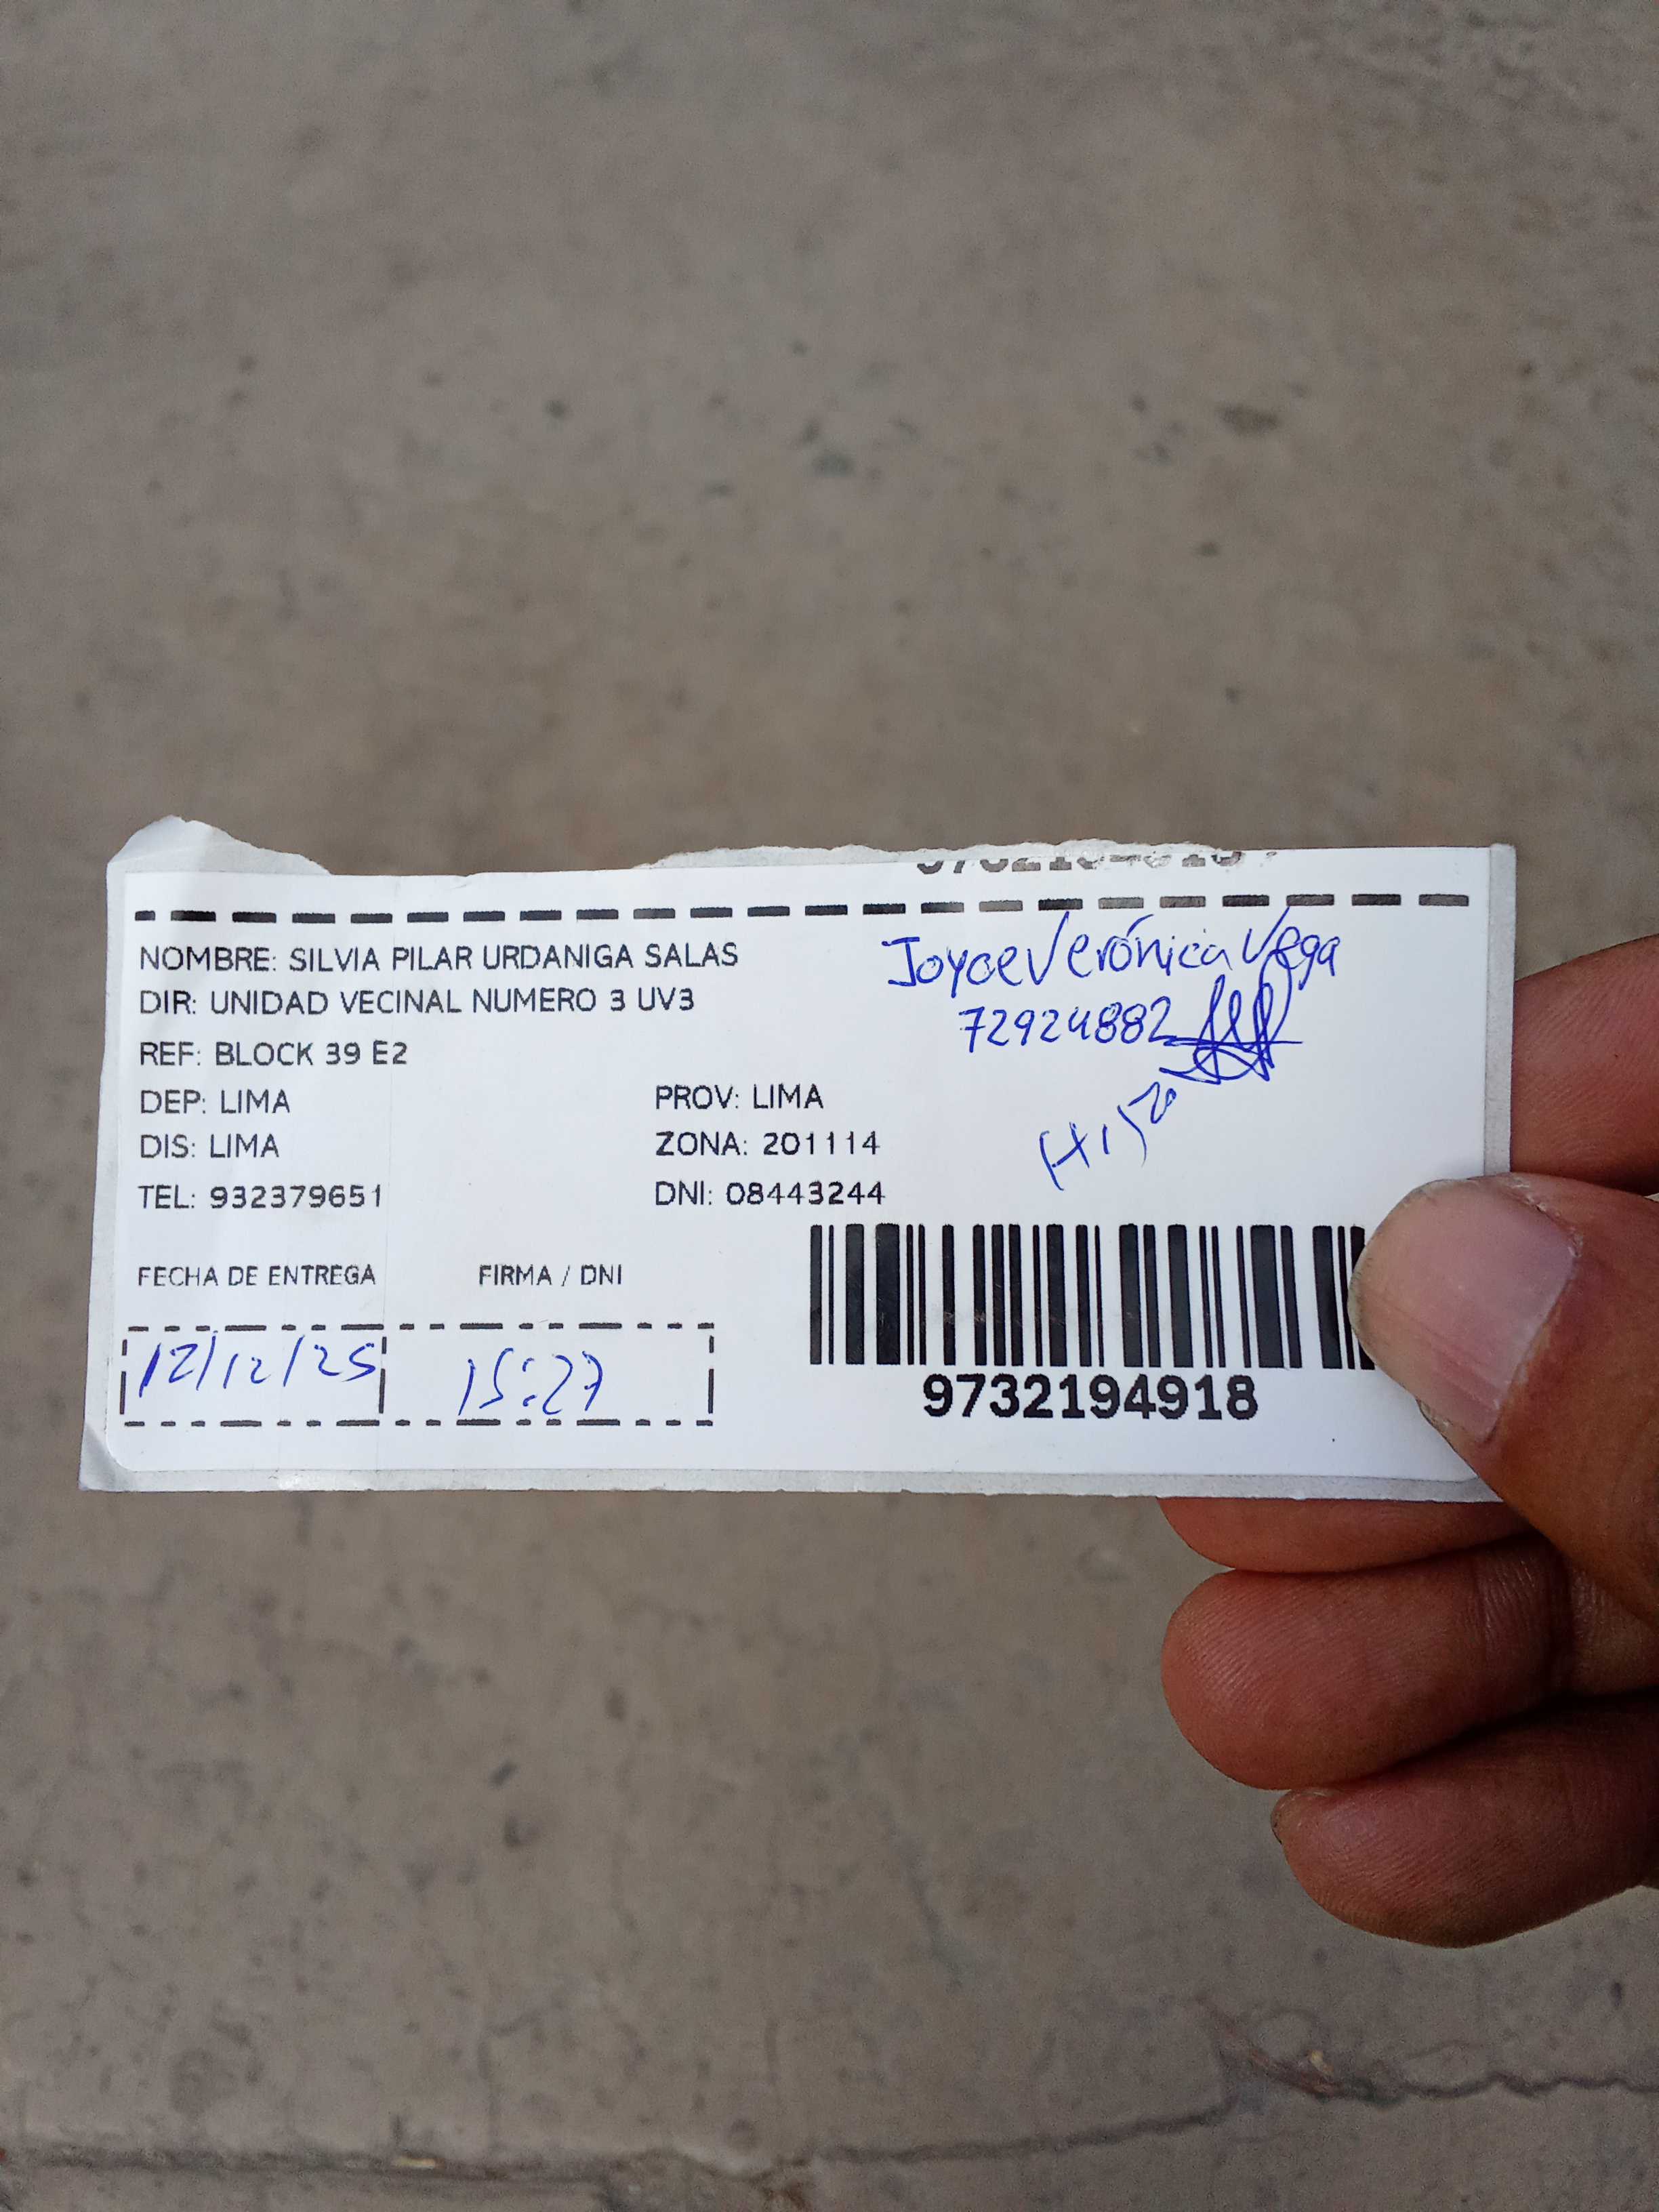 NOMBRE: SILVIA PILAR URDANIGA SALAS
DIR: UNIDAD VECINAL NUMERO 3 UV3
REF: BLOCK 39 E2
DEP: LIMA
PROV: LIMA
DIS: LIMA
ZONA: 201114
TEL: 932379651
DNI: 08443244
Joyce Verónica Vega
72924882
FECHA DE ENTREGA
FIRMA / DNI
12/12/25
15:27
9732194918